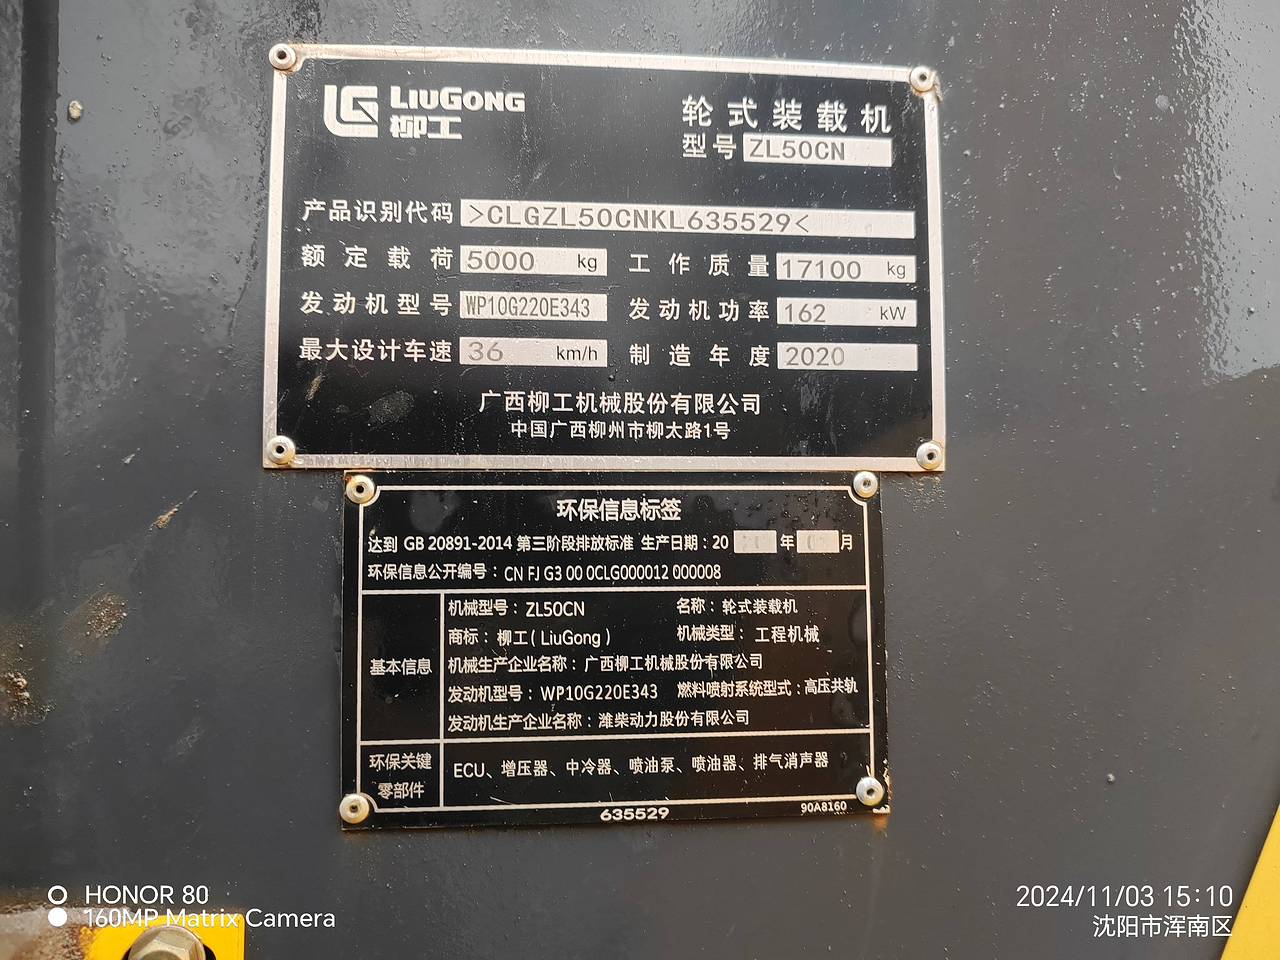 LIUGONG
柳工
轮式装载机
型号 ZL50CN
产品识别代码 >CLGZL50CNKL635529<
额定载荷 5000 kg 工作质量 17100 kg
发动机型号 WP10G220E343 发动机功率 162 kW
最大设计车速 36 km/h 制造年度 2020
广西柳工机械股份有限公司
中国广西柳州市柳太路1号
环保信息标签
达到 GB 20891-2014 第三阶段排放标准 生产日期：20 年 月
环保信息公开编号：CN FJ G3 00 0CLG000012 000008
基本信息
机械型号：ZL50CN 名称：轮式装载机
商标：柳工(LiuGong) 机械类型：工程机械
机械生产企业名称：广西柳工机械股份有限公司
发动机型号：WP10G220E343 燃料喷射系统型式：高压共轨
发动机生产企业名称：潍柴动力股份有限公司
环保关键
零部件
ECU、增压器、中冷器、喷油泵、喷油器、排气消声器
635529
90A8160
HONOR 80
160MP Matrix Camera
2024/11/03 15:10
沈阳市浑南区